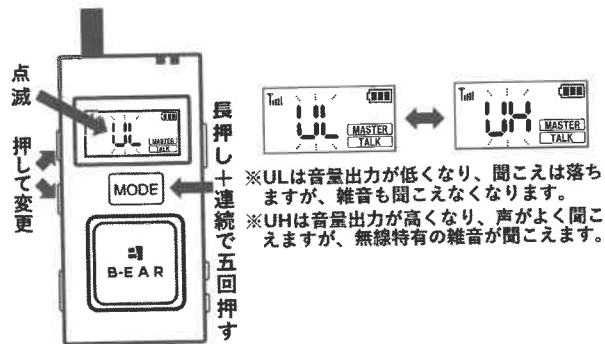 点滅
押して変更
UL
MASTER
TALK
MODE
B-EAR
長押し＋連続で五回押す
UL
MASTER
TALK
UH
MASTER
TALK
※ULは音量出力が低くなり、聞こえは落ち
ますが、雑音も聞こえなくなります。
※UHは音量出力が高くなり、声がよく聞こ
えますが、無線特有の雑音が聞こえます。